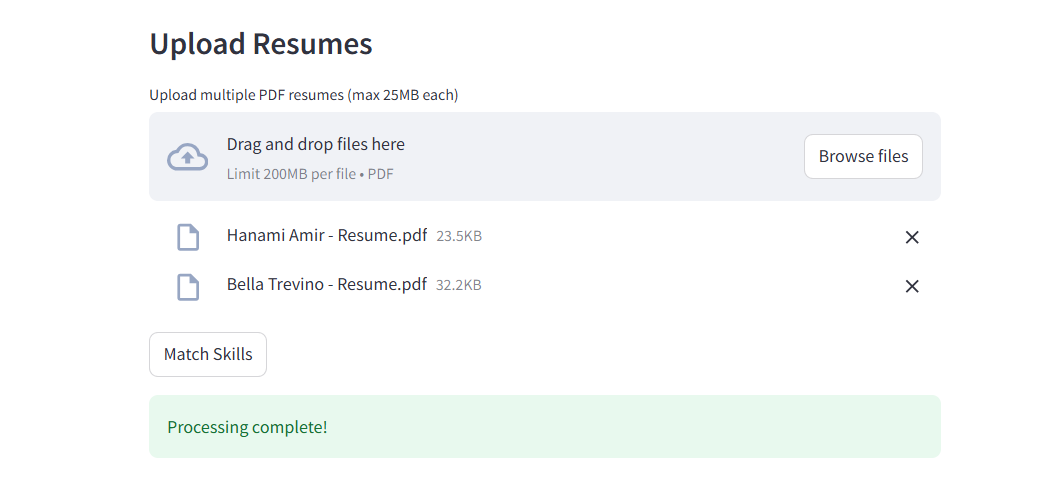 Upload Resumes
Upload multiple PDF resumes (max 25MB each)
Drag and drop files here
Limit 200MB per file • PDF
Browse files
Hanami Amir - Resume.pdf 23.5KB
Bella Trevino - Resume.pdf 32.2KB
Match Skills
Processing complete!